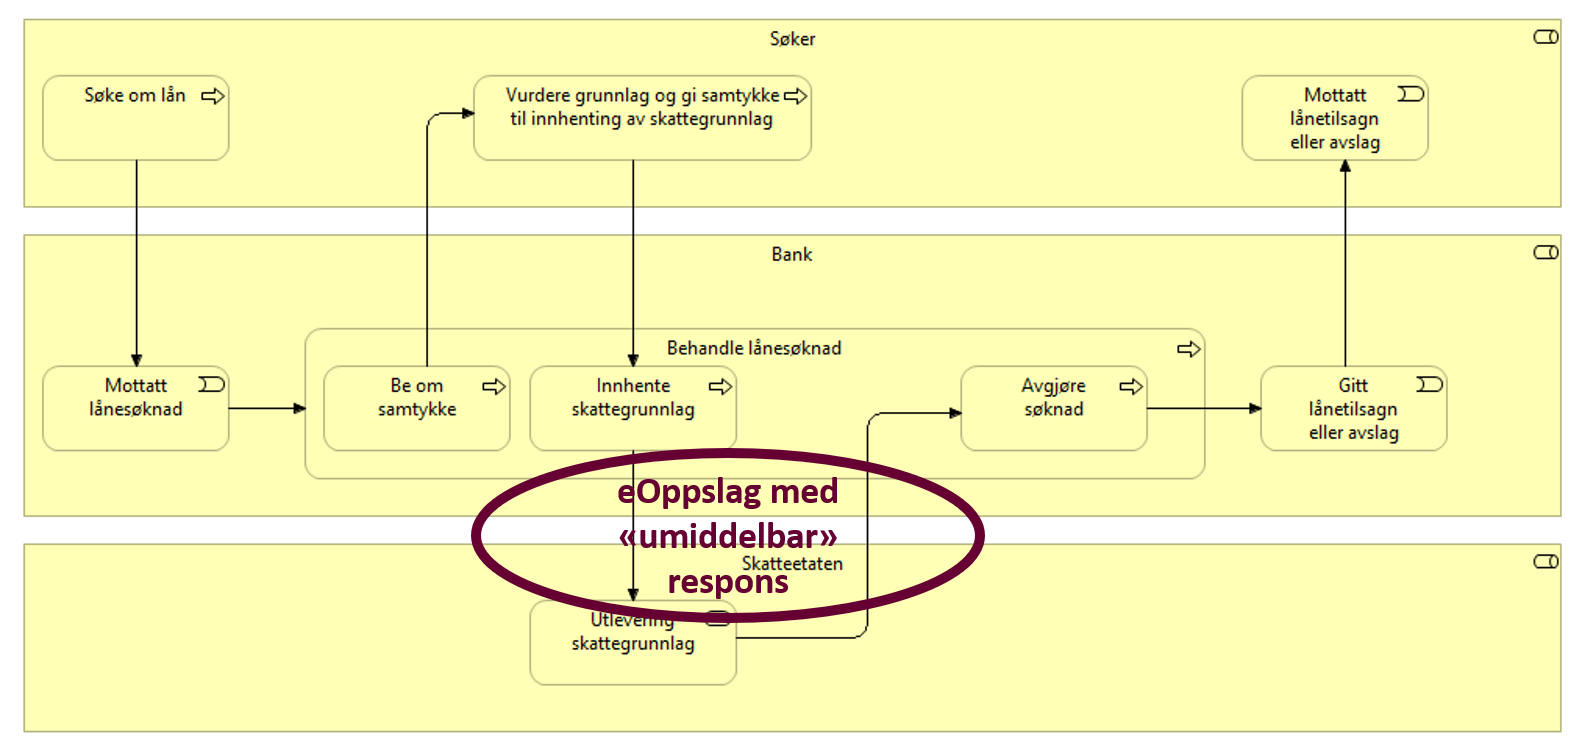 Søker
Søke om lån
Vurdere grunnlag og gi samtykke
til innhenting av skattegrunnlag
Mottatt
lånetilsagn
eller avslag
Bank
Behandle lånesøknad
Mottatt
lånesøknad
Be om
samtykke
Innhente
skattegrunnlag
Avgjøre
søknad
Gitt
lånetilsagn
eller avslag
eOppslag med
«umiddelbar»
respons
Skatteetaten
Utlevering
skattegrunnlag